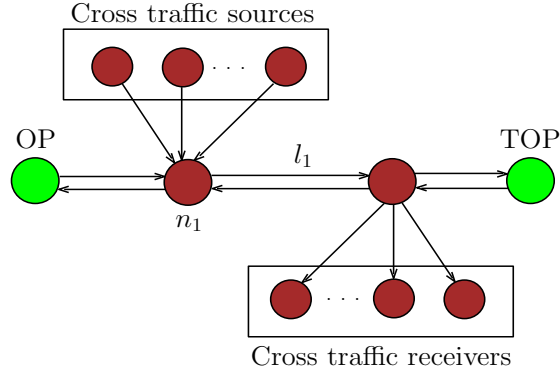 Cross traffic sources
. . .
OP
TOP
l₁
n₁
. . .
Cross traffic receivers